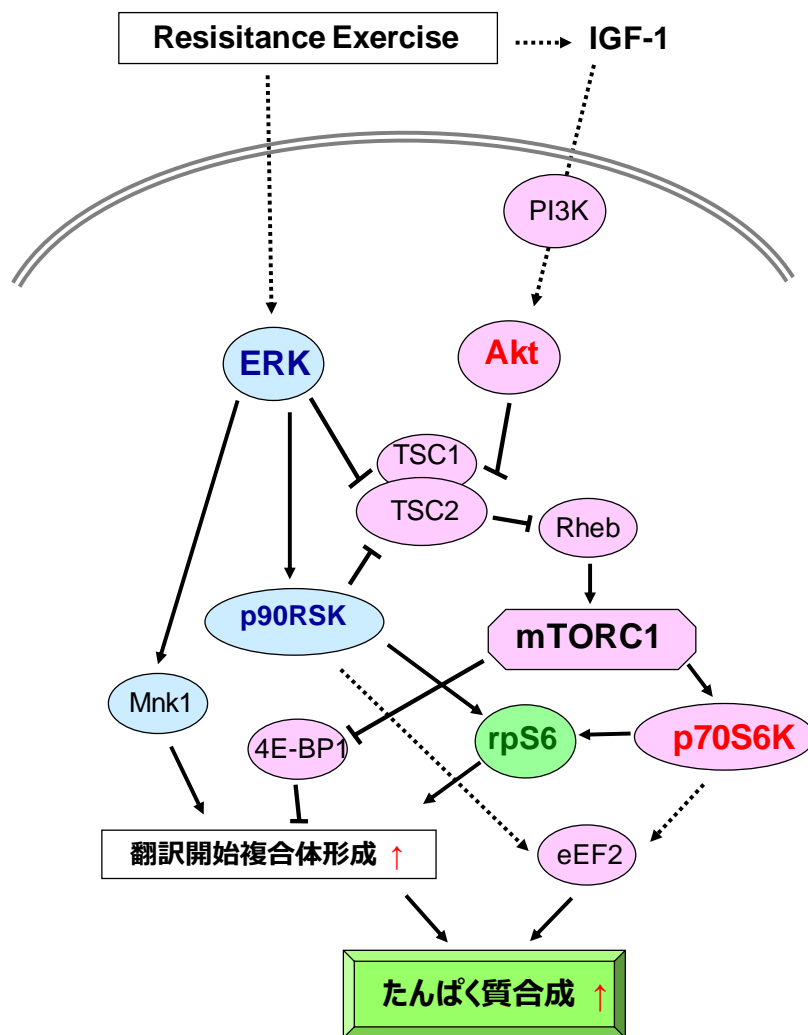 Resisitance Exercise
IGF-1
PI3K
ERK
Akt
TSC1
TSC2
Rheb
p90RSK
mTORC1
Mnk1
4E-BP1
rpS6
p70S6K
翻訳開始複合体形成 ↑
eEF2
たんぱく質合成 ↑